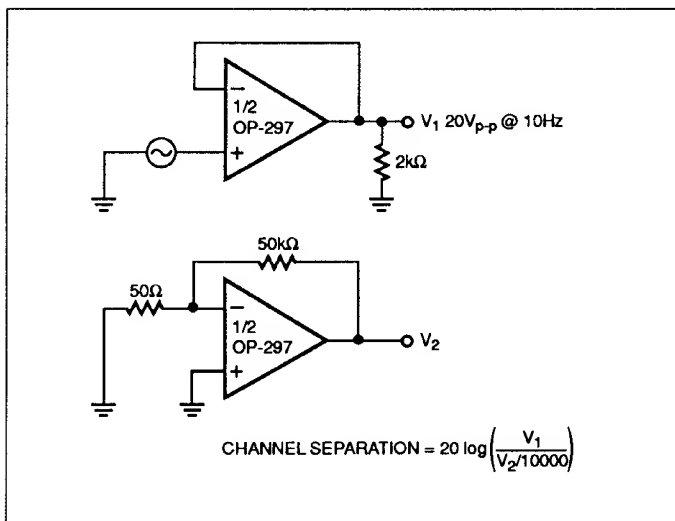 −
1/2
OP-297
+
V1 20Vp-p @ 10Hz
2kΩ
50kΩ
50Ω
−
1/2
OP-297
+
V2
CHANNEL SEPARATION = 20 log(V1 / V2/10000)